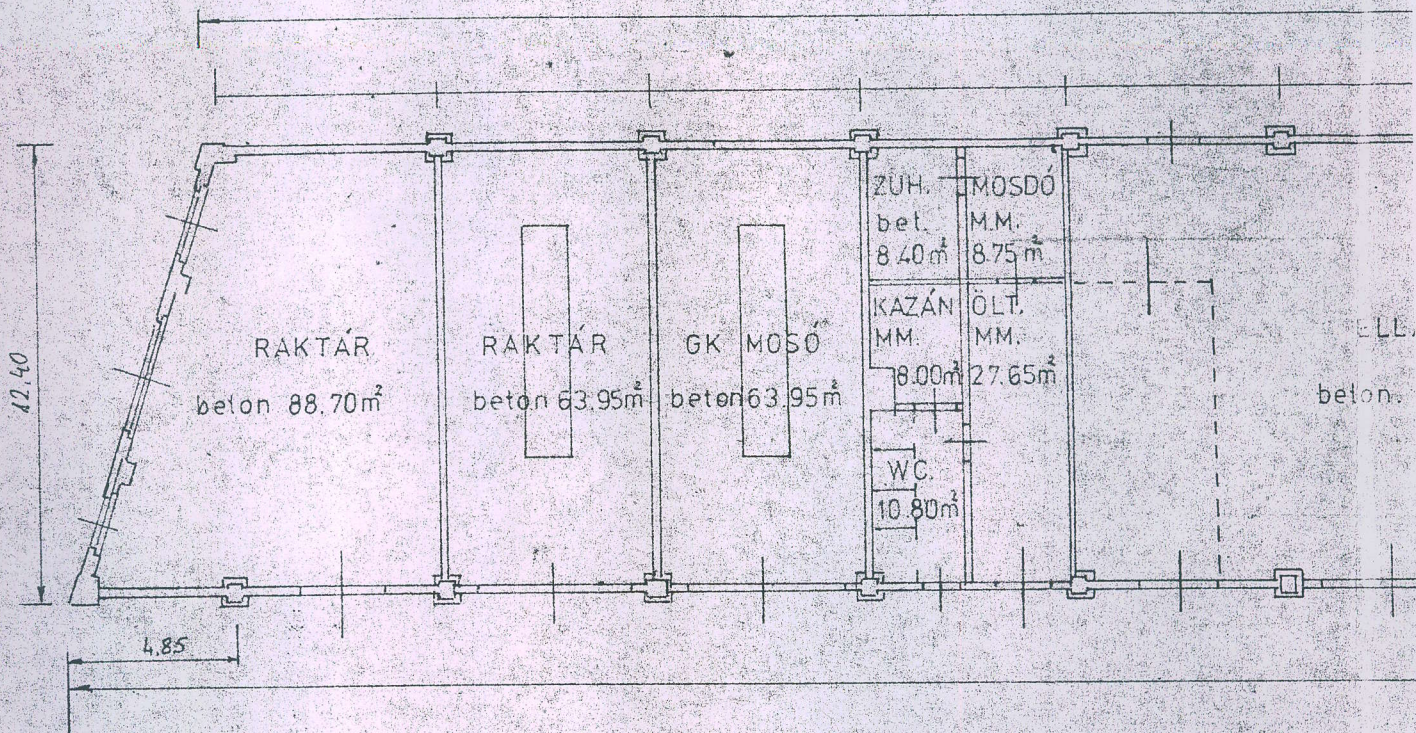 12.40
RAKTÁR
beton 88.70m²
RAKTÁR
beton 63.95m²
GK MOSÓ
beton 63.95m²
ZUH.
bet.
8.40m²
MOSDÓ
M.M.
8.75m²
KAZÁN
MM.
8.00m²
ÖLT.
MM.
27.65m²
WC.
10.80m²
ELL.
beton.
4.85